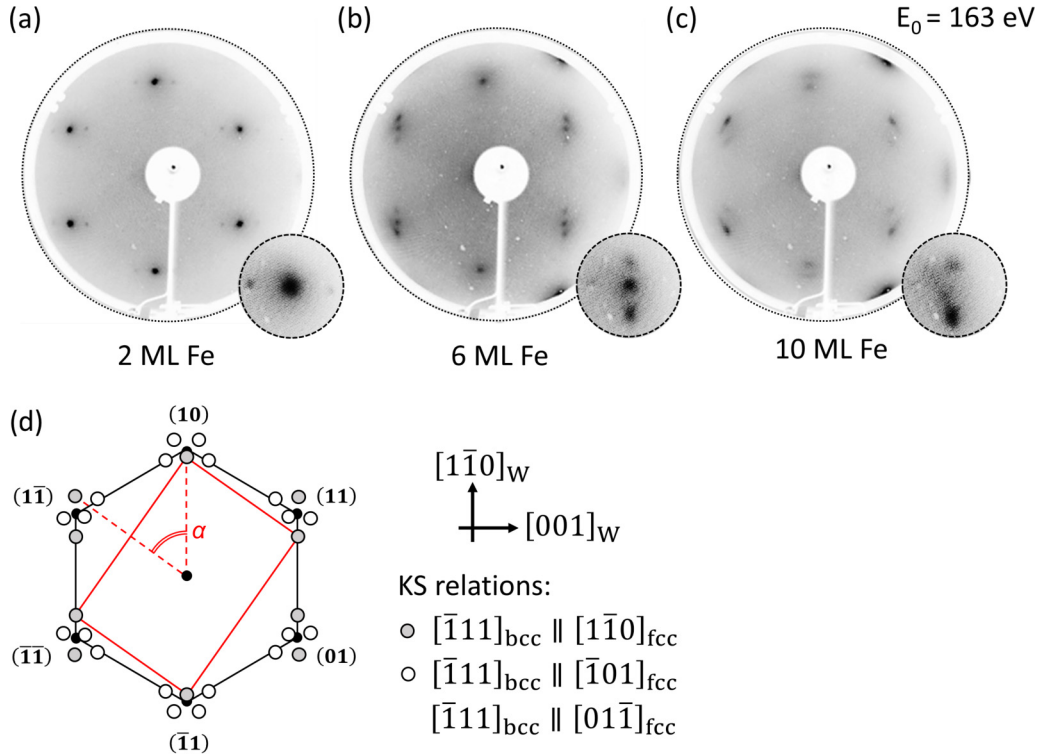 (a)
(b)
(c)
E₀ = 163 eV
2 ML Fe
6 ML Fe
10 ML Fe
(d)
(10)
(11̄)
(11)
α
(1̄1̄)
(01)
(1̄1)
[11̄0]W
[001]W
KS relations:
[1̄11]bcc ∥ [11̄0]fcc
[1̄11]bcc ∥ [1̄01]fcc
[1̄11]bcc ∥ [011̄]fcc